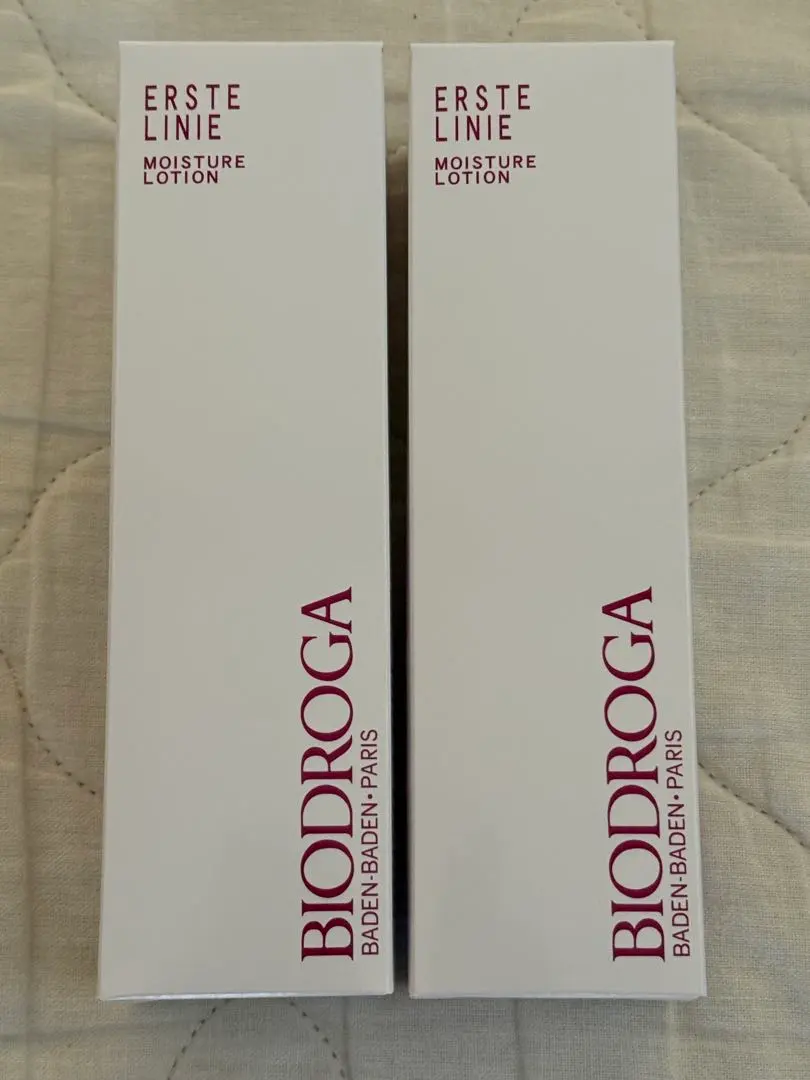 ERSTE
LINIE
MOISTURE
LOTION
BIODROGA
BADEN-BADEN•PARIS
ERSTE
LINIE
MOISTURE
LOTION
BIODROGA
BADEN-BADEN•PARIS